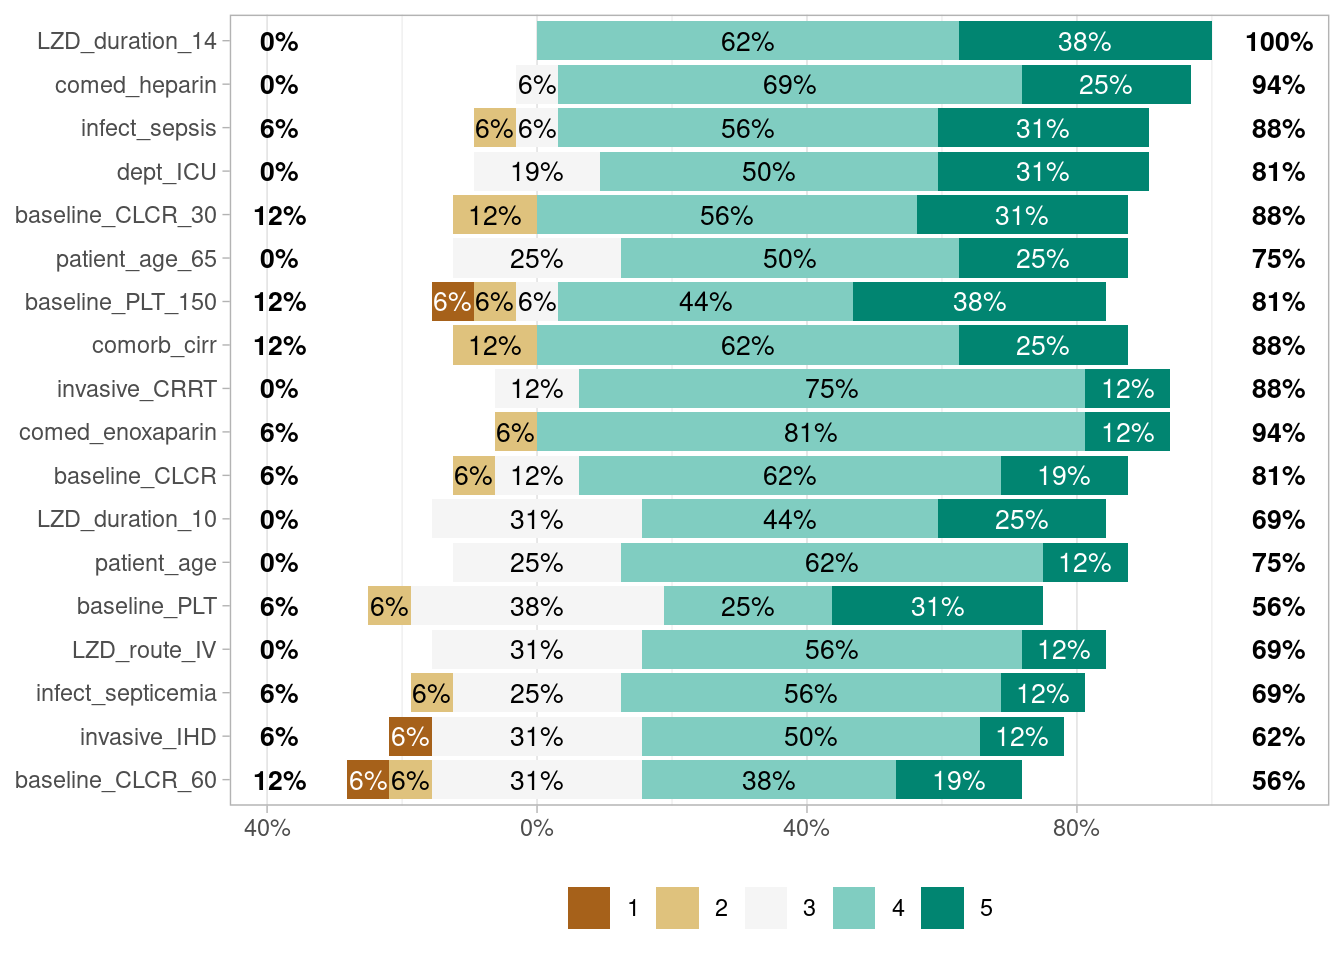 LZD_duration_14 0% 62% 38% 100%
comed_heparin 0% 6% 69% 25% 94%
infect_sepsis 6% 6% 6% 56% 31% 88%
dept_ICU 0% 19% 50% 31% 81%
baseline_CLCR_30 12% 12% 56% 31% 88%
patient_age_65 0% 25% 50% 25% 75%
baseline_PLT_150 12% 6% 6% 6% 44% 38% 81%
comorb_cirr 12% 12% 62% 25% 88%
invasive_CRRT 0% 12% 75% 12% 88%
comed_enoxaparin 6% 6% 81% 12% 94%
baseline_CLCR 6% 6% 12% 62% 19% 81%
LZD_duration_10 0% 31% 44% 25% 69%
patient_age 0% 25% 62% 12% 75%
baseline_PLT 6% 6% 38% 25% 31% 56%
LZD_route_IV 0% 31% 56% 12% 69%
infect_septicemia 6% 6% 25% 56% 12% 69%
invasive_IHD 6% 6% 31% 50% 12% 62%
baseline_CLCR_60 12% 6% 6% 31% 38% 19% 56%
40% 0% 40% 80%
1 2 3 4 5